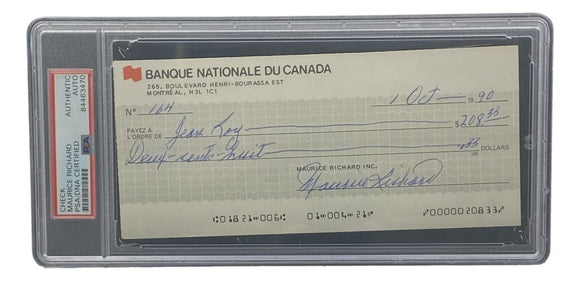 CHECK
MAURICE RICHARD
PSA/DNA CERTIFIED
AUTHENTIC
AUTO
84463470
PSA
BANQUE NATIONALE DU CANADA
265, BOULEVARD HENRI-BOURASSA EST
MONTRÉAL, H3L 1C1
N° 164 1 Oct 1990
PAYEZ À
L'ORDRE DE Jean Roy $208.33
Deux-cents-huit 33/100 DOLLARS
MAURICE RICHARD INC.
Maurice Richard
⑆01821⑉006⑆ 01⑉004⑉21⑈ ⑇0000020833⑇